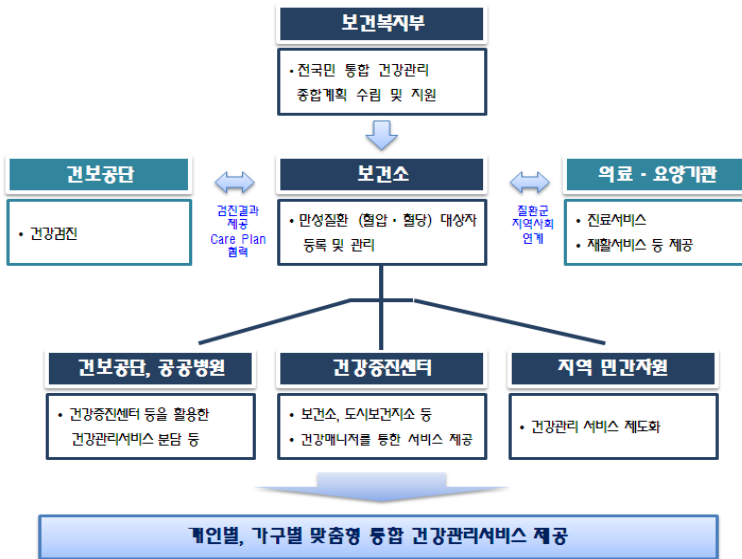 보건복지부
• 전국민 통합 건강관리
종합계획 수립 및 지원
건보공단
• 건강검진
검진결과
제공
Care Plan
협력
보건소
• 만성질환 (혈압・혈당) 대상자
등록 및 관리
질환군
지역사회
연계
의료・요양기관
• 진료서비스
• 재활서비스 등 제공
건보공단, 공공병원
• 건강증진센터 등을 활용한
건강관리서비스 분담 등
건강증진센터
• 보건소, 도시보건지소 등
• 건강매니저를 통한 서비스 제공
지역 민간자원
• 건강관리 서비스 제도화
개인별, 가구별 맞춤형 통합 건강관리서비스 제공